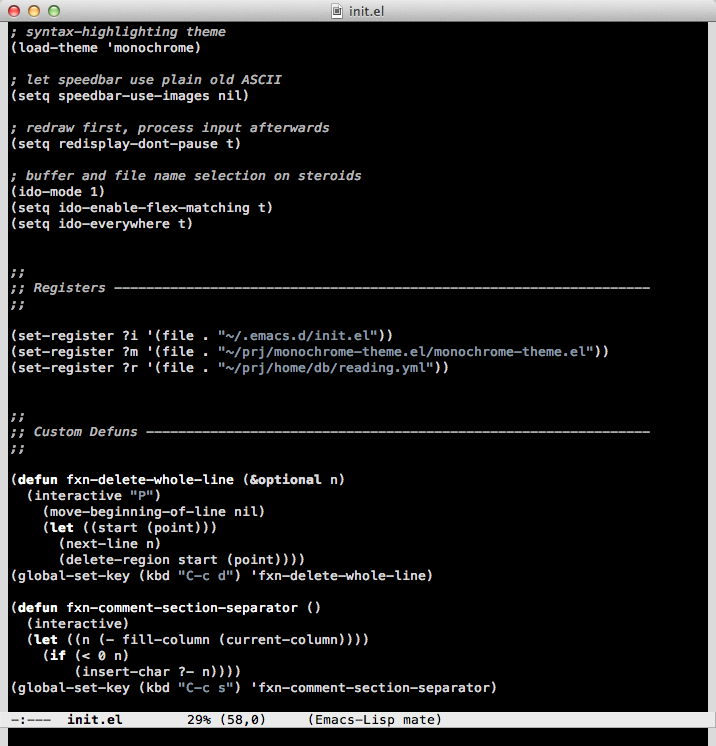 init.el
; syntax-highlighting theme
(load-theme 'monochrome)
; let speedbar use plain old ASCII
(setq speedbar-use-images nil)
; redraw first, process input afterwards
(setq redisplay-dont-pause t)
; buffer and file name selection on steroids
(ido-mode 1)
(setq ido-enable-flex-matching t)
(setq ido-everywhere t)
;;
;; Registers -------------------------------------------------------------------
;;
(set-register ?i '(file . "~/.emacs.d/init.el"))
(set-register ?m '(file . "~/prj/monochrome-theme.el/monochrome-theme.el"))
(set-register ?r '(file . "~/prj/home/db/reading.yml"))
;;
;; Custom Defuns ---------------------------------------------------------------
;;
(defun fxn-delete-whole-line (&optional n)
  (interactive "P")
    (move-beginning-of-line nil)
    (let ((start (point)))
      (next-line n)
      (delete-region start (point))))
(global-set-key (kbd "C-c d") 'fxn-delete-whole-line)
(defun fxn-comment-section-separator ()
  (interactive)
  (let ((n (- fill-column (current-column))))
    (if (< 0 n)
        (insert-char ?- n))))
(global-set-key (kbd "C-c s") 'fxn-comment-section-separator)
-:---  init.el        29% (58,0)     (Emacs-Lisp mate)